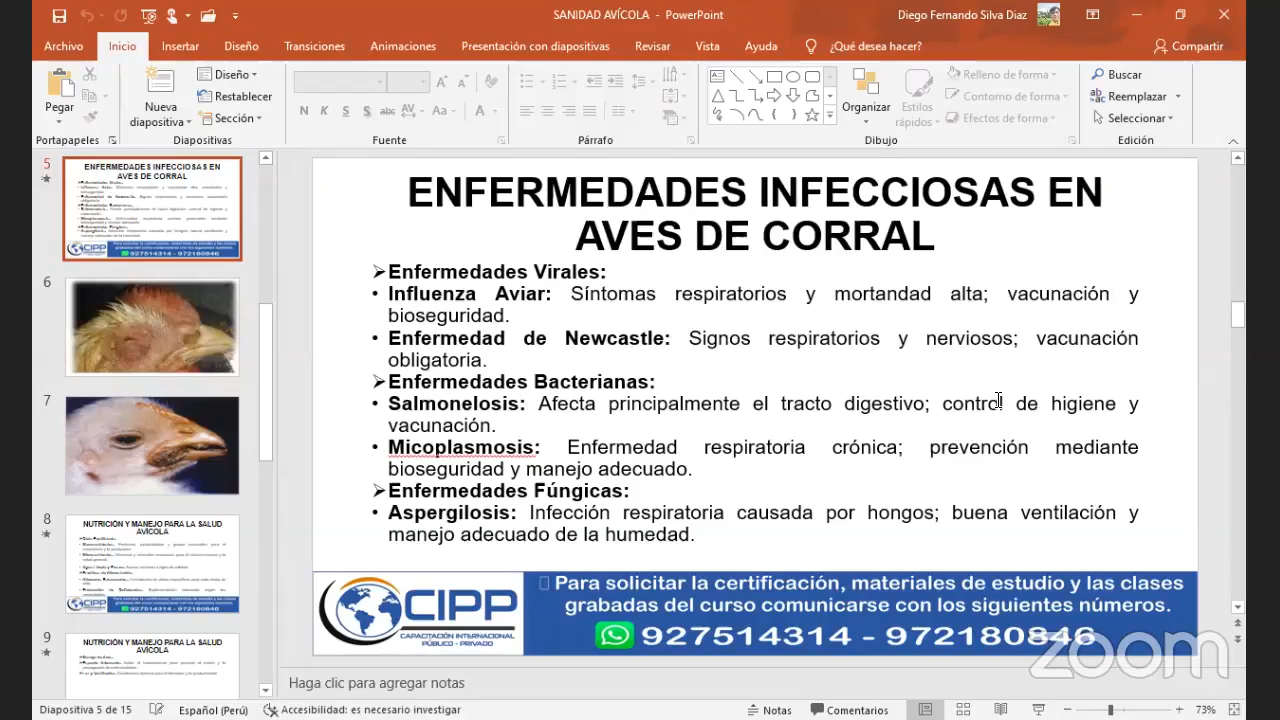 SANIDAD AVÍCOLA - PowerPoint
Diego Fernando Silva Diaz
Archivo Inicio Insertar Diseño Transiciones Animaciones Presentación con diapositivas Revisar Vista Ayuda ¿Qué desea hacer? Compartir
Pegar
Nueva diapositiva
Diseño
Restablecer
Sección
N K S S abc AV Aa A
Organizar
Estilos rápidos
Relleno de forma
Contorno de forma
Efectos de forma
Buscar
Reemplazar
Seleccionar
Portapapeles Diapositivas Fuente Párrafo Dibujo Edición
5
ENFERMEDADES INFECCIOSAS EN
AVES DE CORRAL
6
7
8
NUTRICIÓN Y MANEJO PARA LA SALUD
AVÍCOLA
9
NUTRICIÓN Y MANEJO PARA LA SALUD
AVÍCOLA
ENFERMEDADES INFECCIOSAS EN
AVES DE CORRAL
➢Enfermedades Virales:
• Influenza Aviar: Síntomas respiratorios y mortandad alta; vacunación y
bioseguridad.
• Enfermedad de Newcastle: Signos respiratorios y nerviosos; vacunación
obligatoria.
➢Enfermedades Bacterianas:
• Salmonelosis: Afecta principalmente el tracto digestivo; control de higiene y
vacunación.
• Micoplasmosis: Enfermedad respiratoria crónica; prevención mediante
bioseguridad y manejo adecuado.
➢Enfermedades Fúngicas:
• Aspergilosis: Infección respiratoria causada por hongos; buena ventilación y
manejo adecuado de la humedad.
CIPP
CAPACITACIÓN INTERNACIONAL
PÚBLICO - PRIVADO
Para solicitar la certificación, materiales de estudio y las clases
grabadas del curso comunicarse con los siguientes números.
927514314 - 972180846
zoom
Haga clic para agregar notas
Diapositiva 5 de 15 Español (Perú) Accesibilidad: es necesario investigar Notas Comentarios 73%